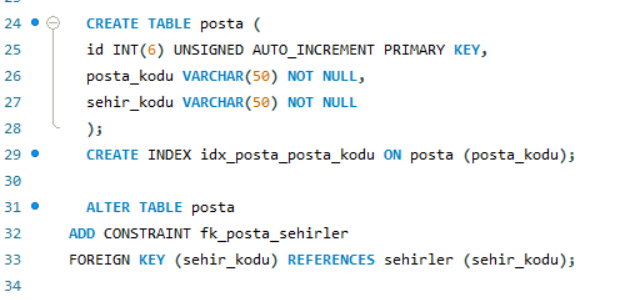 24 CREATE TABLE posta (
25 id INT(6) UNSIGNED AUTO_INCREMENT PRIMARY KEY,
26 posta_kodu VARCHAR(50) NOT NULL,
27 sehir_kodu VARCHAR(50) NOT NULL
28 );
29 CREATE INDEX idx_posta_posta_kodu ON posta (posta_kodu);
30
31 ALTER TABLE posta
32 ADD CONSTRAINT fk_posta_sehirler
33 FOREIGN KEY (sehir_kodu) REFERENCES sehirler (sehir_kodu);
34